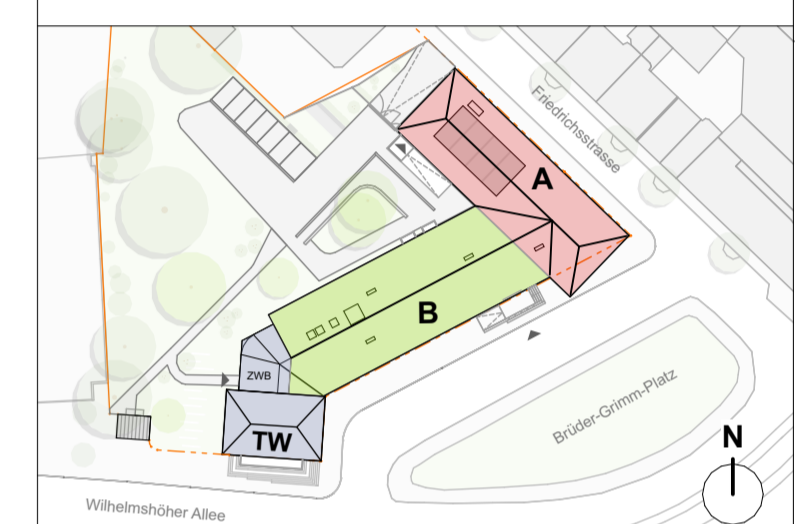 Friedrichsstrasse
A
B
ZWB
TW
Brüder-Grimm-Platz
N
Wilhelmshöher Allee